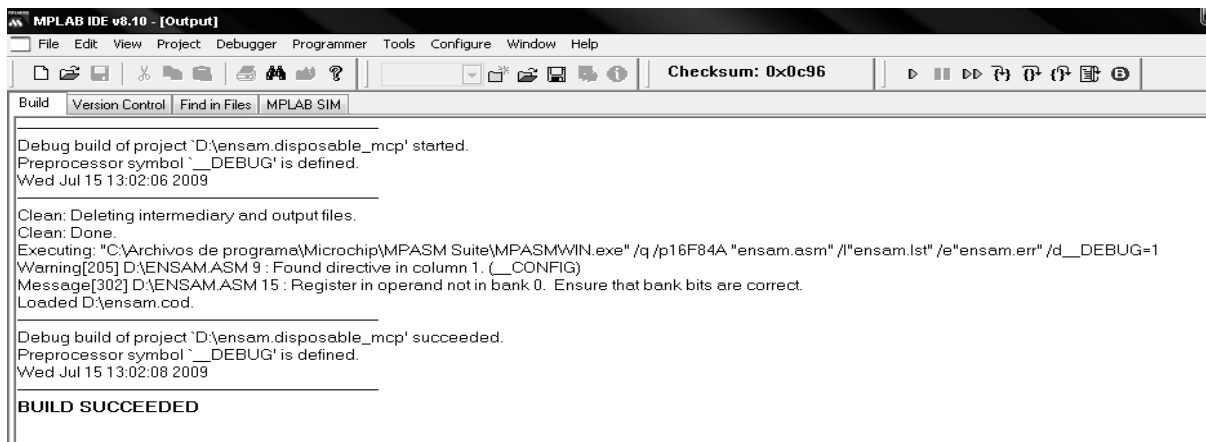 MPLAB IDE v8.10 - [Output]
File Edit View Project Debugger Programmer Tools Configure Window Help
Checksum: 0x0c96
Build Version Control Find in Files MPLAB SIM
Debug build of project `D:\ensam.disposable_mcp' started.
Preprocessor symbol `__DEBUG' is defined.
Wed Jul 15 13:02:06 2009
Clean: Deleting intermediary and output files.
Clean: Done.
Executing: "C:\Archivos de programa\Microchip\MPASM Suite\MPASMWIN.exe" /q /p16F84A "ensam.asm" /l"ensam.lst" /e"ensam.err" /d__DEBUG=1
Warning[205] D:\ENSAM.ASM 9 : Found directive in column 1. (__CONFIG)
Message[302] D:\ENSAM.ASM 15 : Register in operand not in bank 0.  Ensure that bank bits are correct.
Loaded D:\ensam.cod.
Debug build of project `D:\ensam.disposable_mcp' succeeded.
Preprocessor symbol `__DEBUG' is defined.
Wed Jul 15 13:02:08 2009
BUILD SUCCEEDED